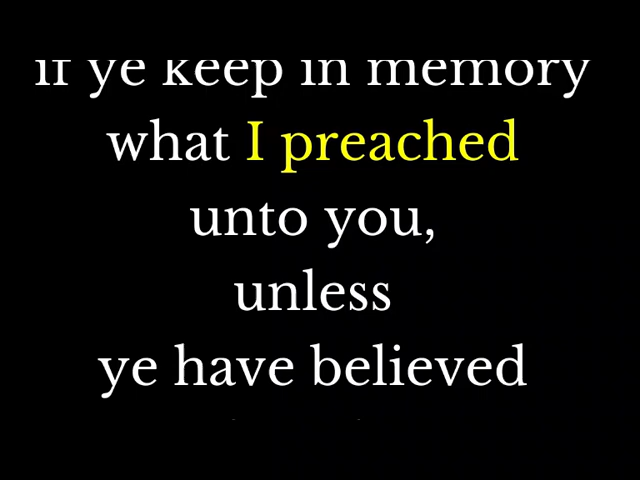 if ye keep in memory
what I preached
unto you,
unless
ye have believed